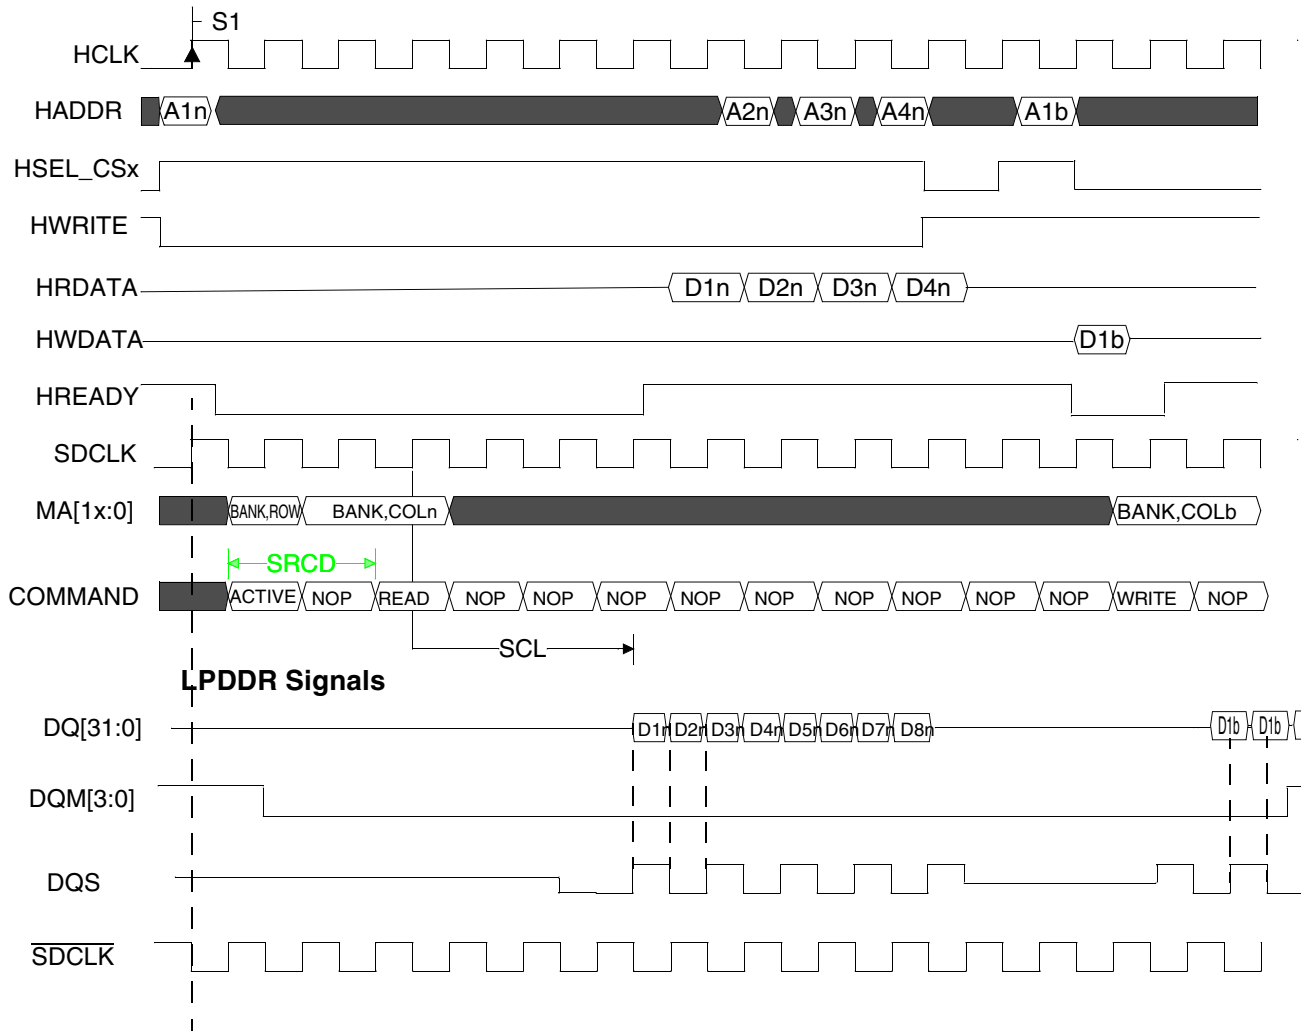 S1
HCLK
HADDR A1n A2n A3n A4n A1b
HSEL_CSx
HWRITE
HRDATA D1n D2n D3n D4n
HWDATA D1b
HREADY
SDCLK
MA[1x:0] BANK,ROW BANK,COLn BANK,COLb
SRCD
COMMAND ACTIVE NOP READ NOP NOP NOP NOP NOP NOP NOP NOP NOP WRITE NOP
SCL
LPDDR Signals
DQ[31:0] D1n D2n D3n D4n D5n D6n D7n D8n D1b D1b
DQM[3:0]
DQS
SDCLK